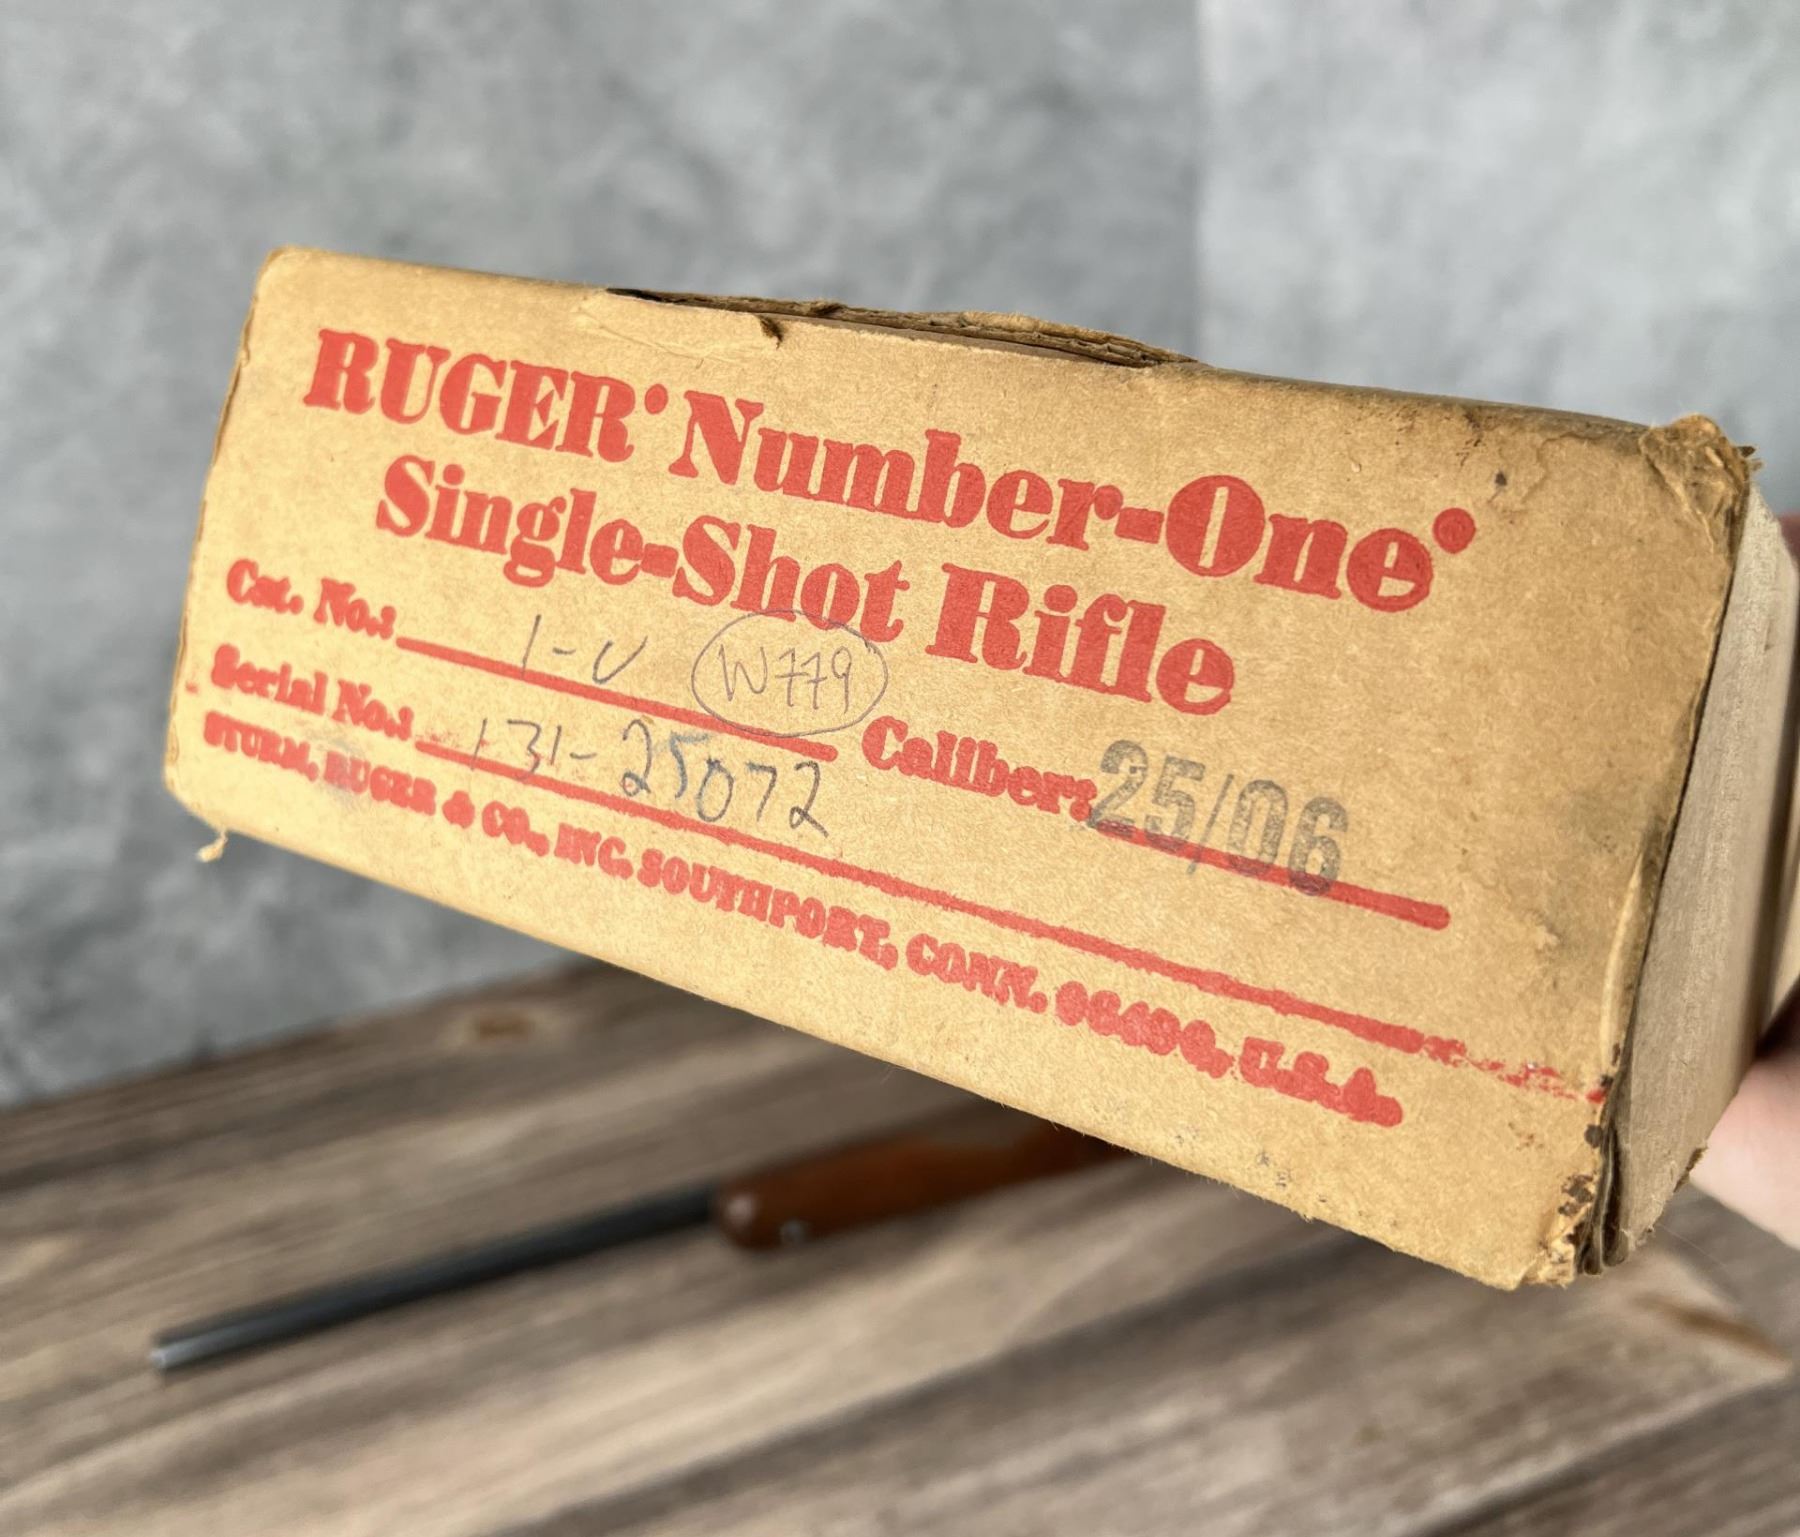 RUGER® Number-One®
Single-Shot Rifle
Cat. No.: 1-V W779 Caliber: 25/06
Serial No.: 131-25072
STURM, RUGER & CO., INC. SOUTHPORT, CONN. 06490, U.S.A.